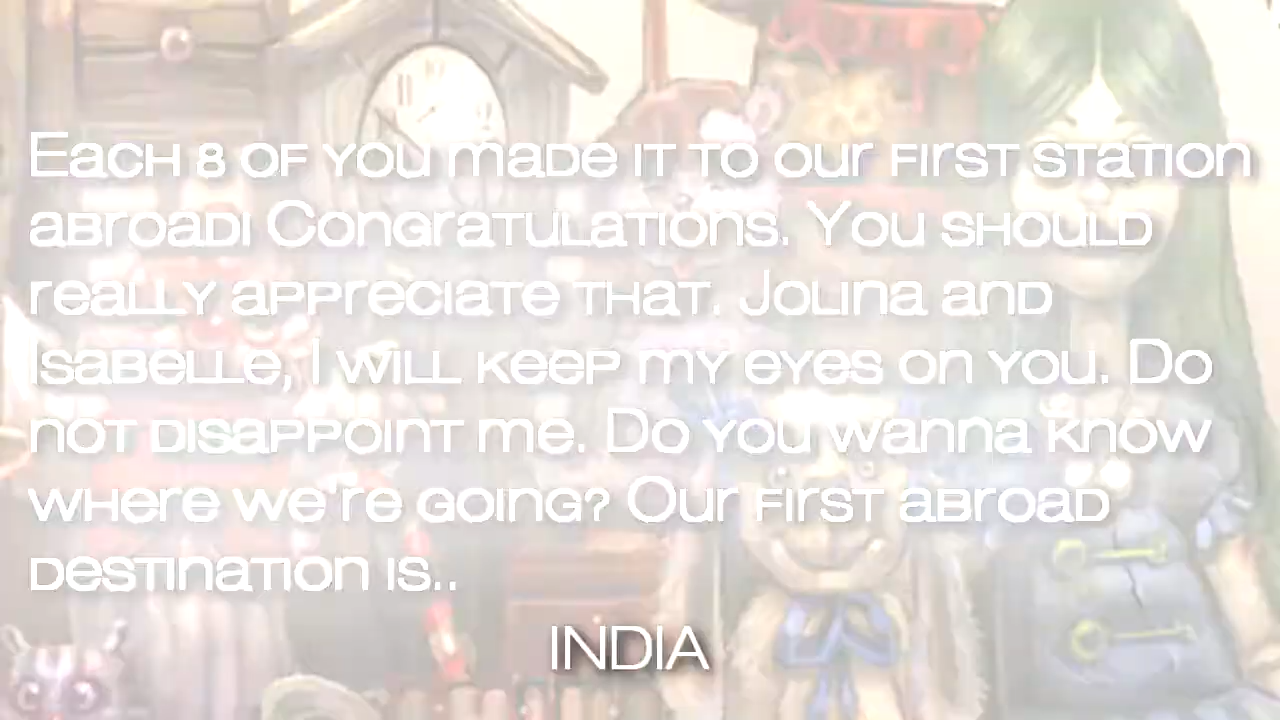 Each 8 of you made it to our first station
abroad! Congratulations. You should
really appreciate that. Jolina and
Isabelle, I will keep my eyes on you. Do
not disappoint me. Do you wanna know
where we're going? Our first abroad
destination is..
INDIA